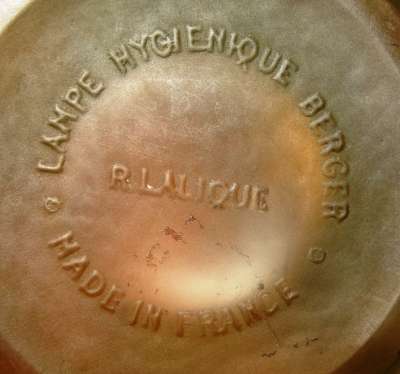 LAMPE HYGIENIQUE BERGER
R.LALIQUE
MADE IN FRANCE